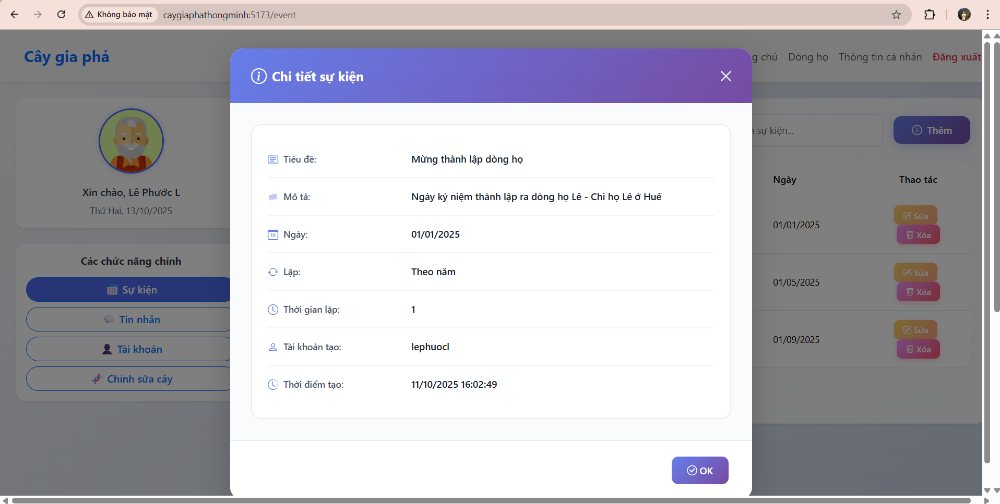 Không bảo mật
caygiaphathongminh:5173/event
Cây gia phả
g chủ
Dòng họ
Thông tin cá nhân
Đăng xuất
Xin chào, Lê Phước L
Thứ Hai, 13/10/2025
Các chức năng chính
Sự kiện
Tin nhắn
Tài khoản
Chỉnh sửa cây
Chi tiết sự kiện
Tiêu đề: Mừng thành lập dòng họ
Mô tả: Ngày kỷ niệm thành lập ra dòng họ Lê - Chi họ Lê ở Huế
19 Ngày: 01/01/2025
Lặp: Theo năm
Thời gian lặp: 1
Tài khoản tạo: lephuocl
Thời điểm tạo: 11/10/2025 16:02:49
OK
sự kiện...
Thêm
Ngày Thao tác
01/01/2025 Sửa
Xóa
01/05/2025 Sửa
Xóa
01/09/2025 Sửa
Xóa